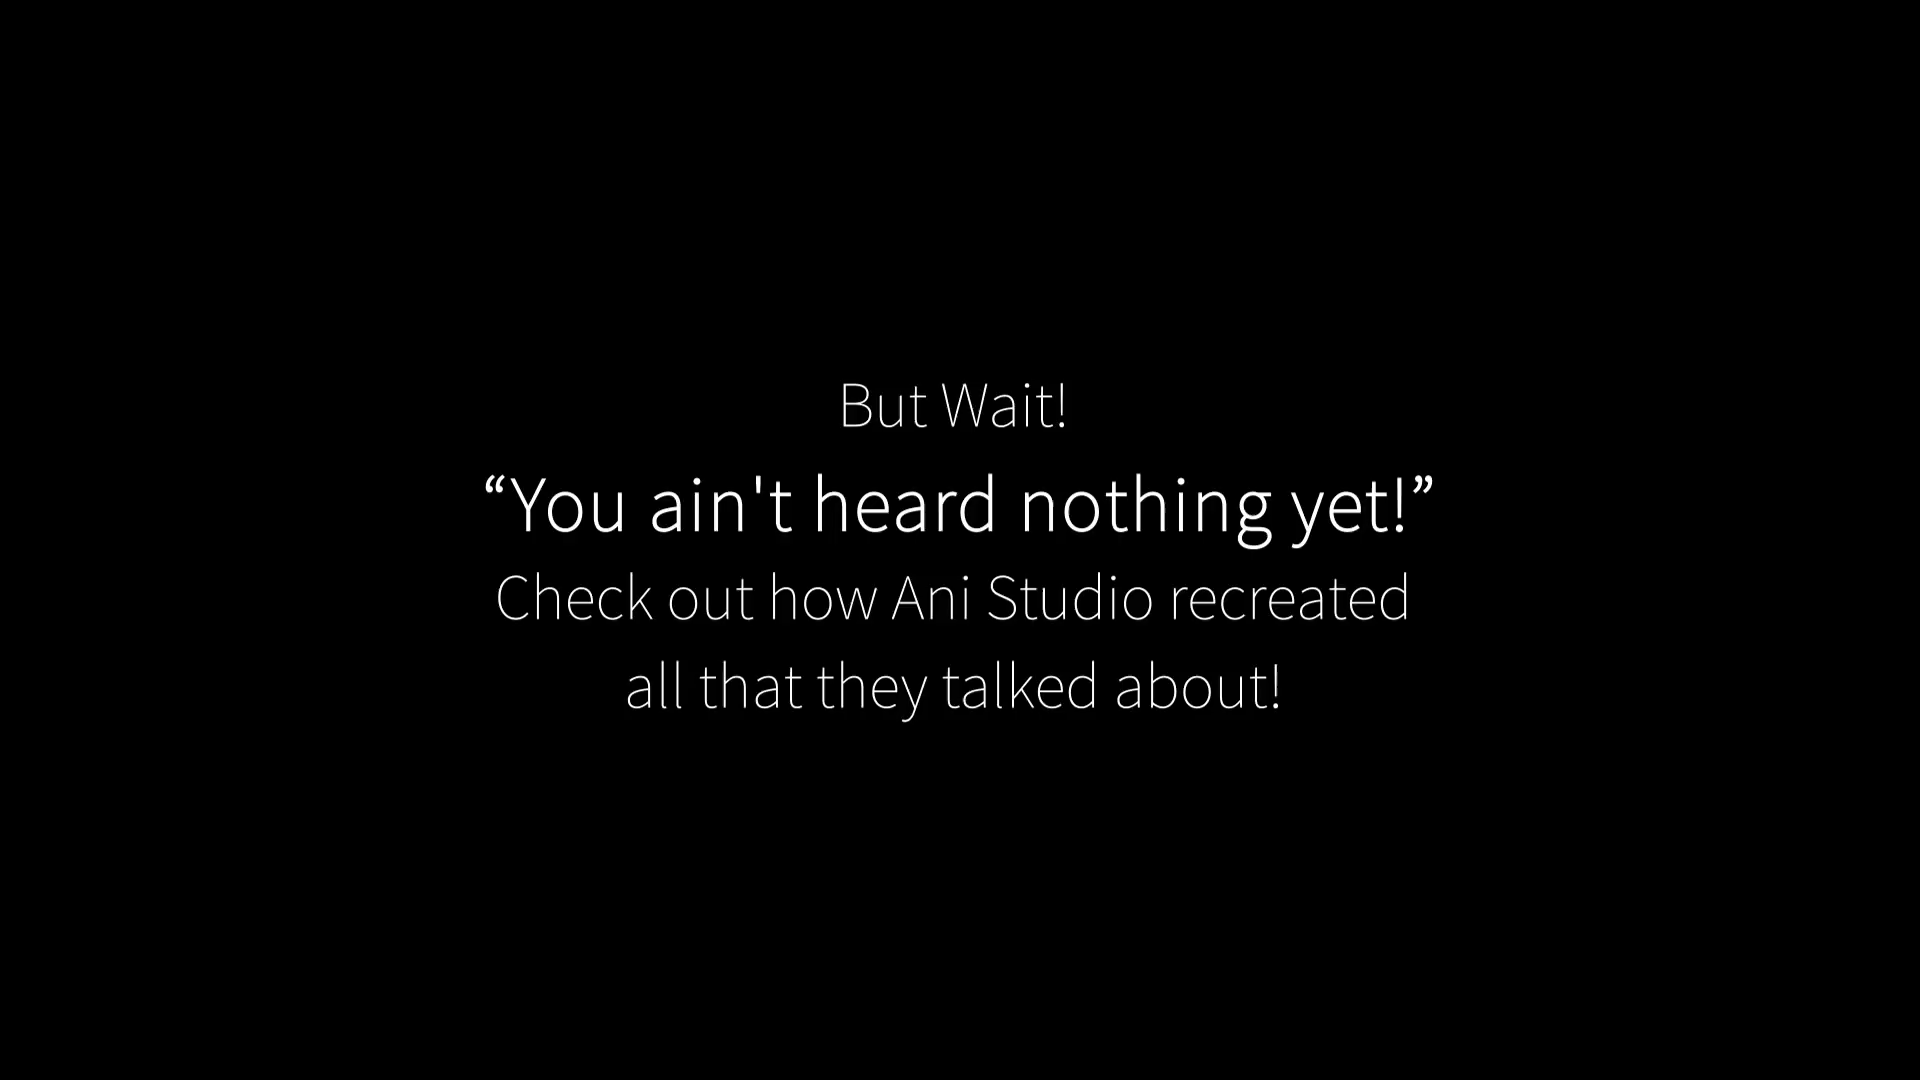 But Wait!
“You ain't heard nothing yet!”
Check out how Ani Studio recreated
all that they talked about!